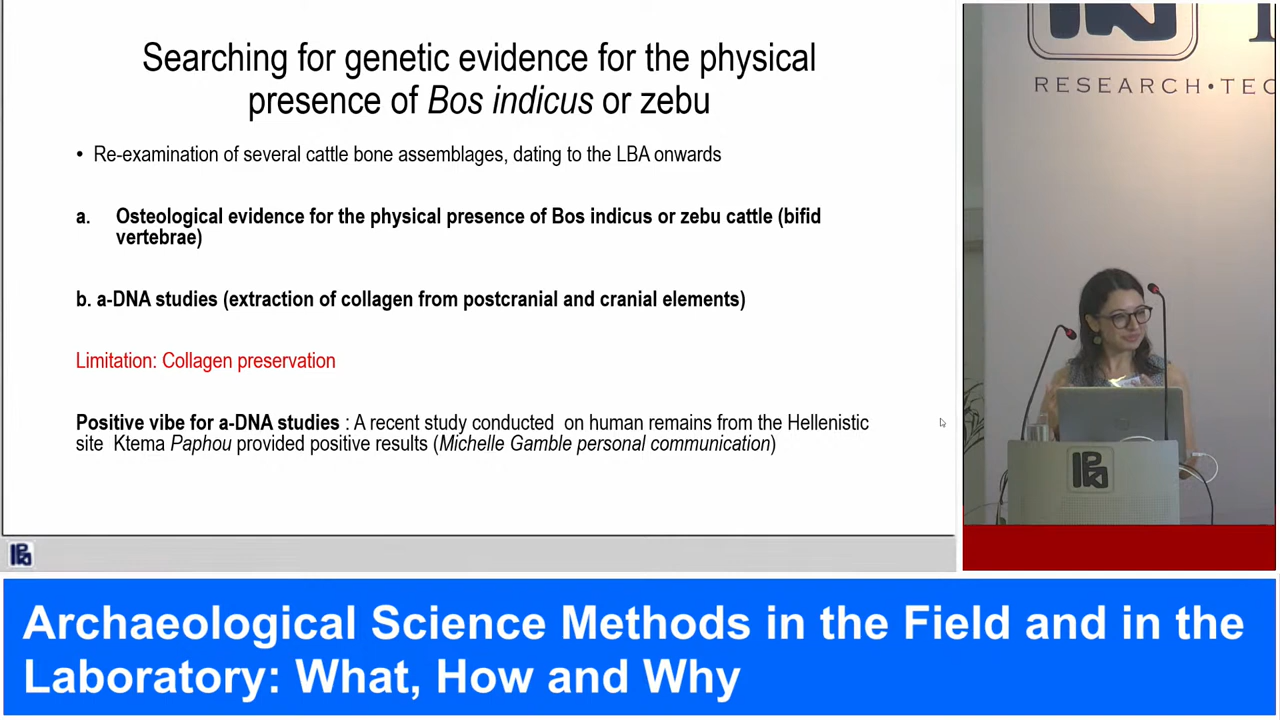 Searching for genetic evidence for the physical
presence of Bos indicus or zebu
• Re-examination of several cattle bone assemblages, dating to the LBA onwards
a. Osteological evidence for the physical presence of Bos indicus or zebu cattle (bifid
vertebrae)
b. a-DNA studies (extraction of collagen from postcranial and cranial elements)
Limitation: Collagen preservation
Positive vibe for a-DNA studies : A recent study conducted on human remains from the Hellenistic
site Ktema Paphou provided positive results (Michelle Gamble personal communication)
RESEARCH•TEC
Archaeological Science Methods in the Field and in the
Laboratory: What, How and Why